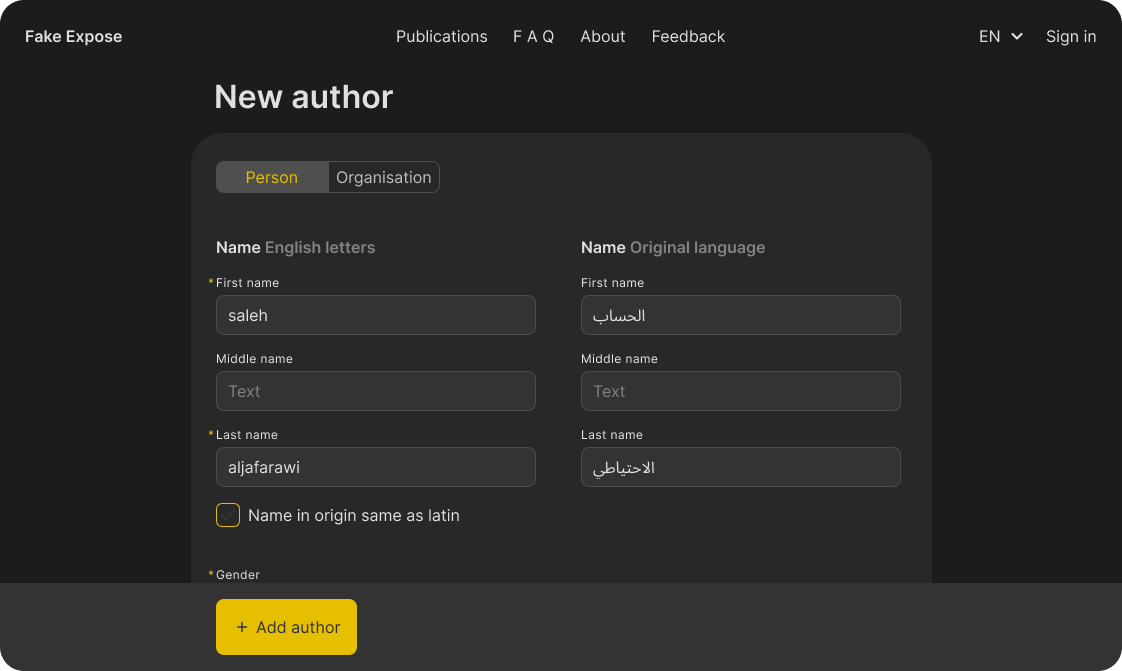 Fake Expose
Publications F A Q About Feedback
EN Sign in
New author
Person Organisation
Name English letters
* First name
saleh
Middle name
Text
* Last name
aljafarawi
Name in origin same as latin
Name Original language
First name
الحساب
Middle name
Text
Last name
الاحتياطي
* Gender
+ Add author